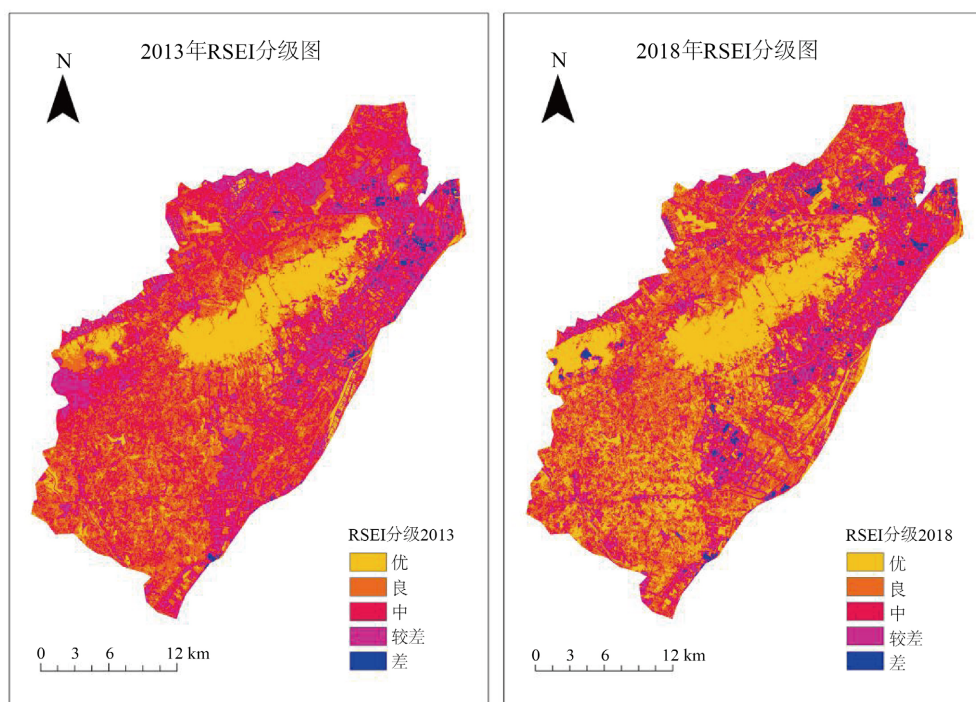 2013年RSEI分级图
N
RSEI分级2013
优
良
中
较差
差
0 3 6 12 km
2018年RSEI分级图
N
RSEI分级2018
优
良
中
较差
差
0 3 6 12 km